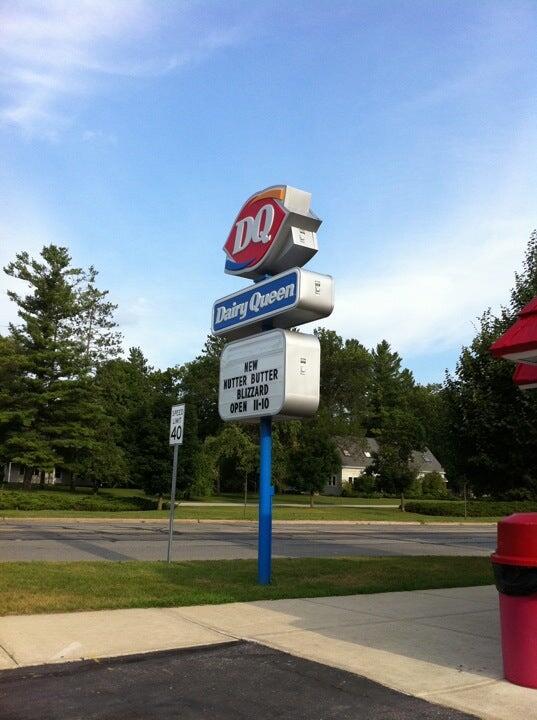 DQ
Dairy Queen
NEW
NUTTER BUTTER
BLIZZARD
OPEN 11-10
SPEED
LIMIT
40